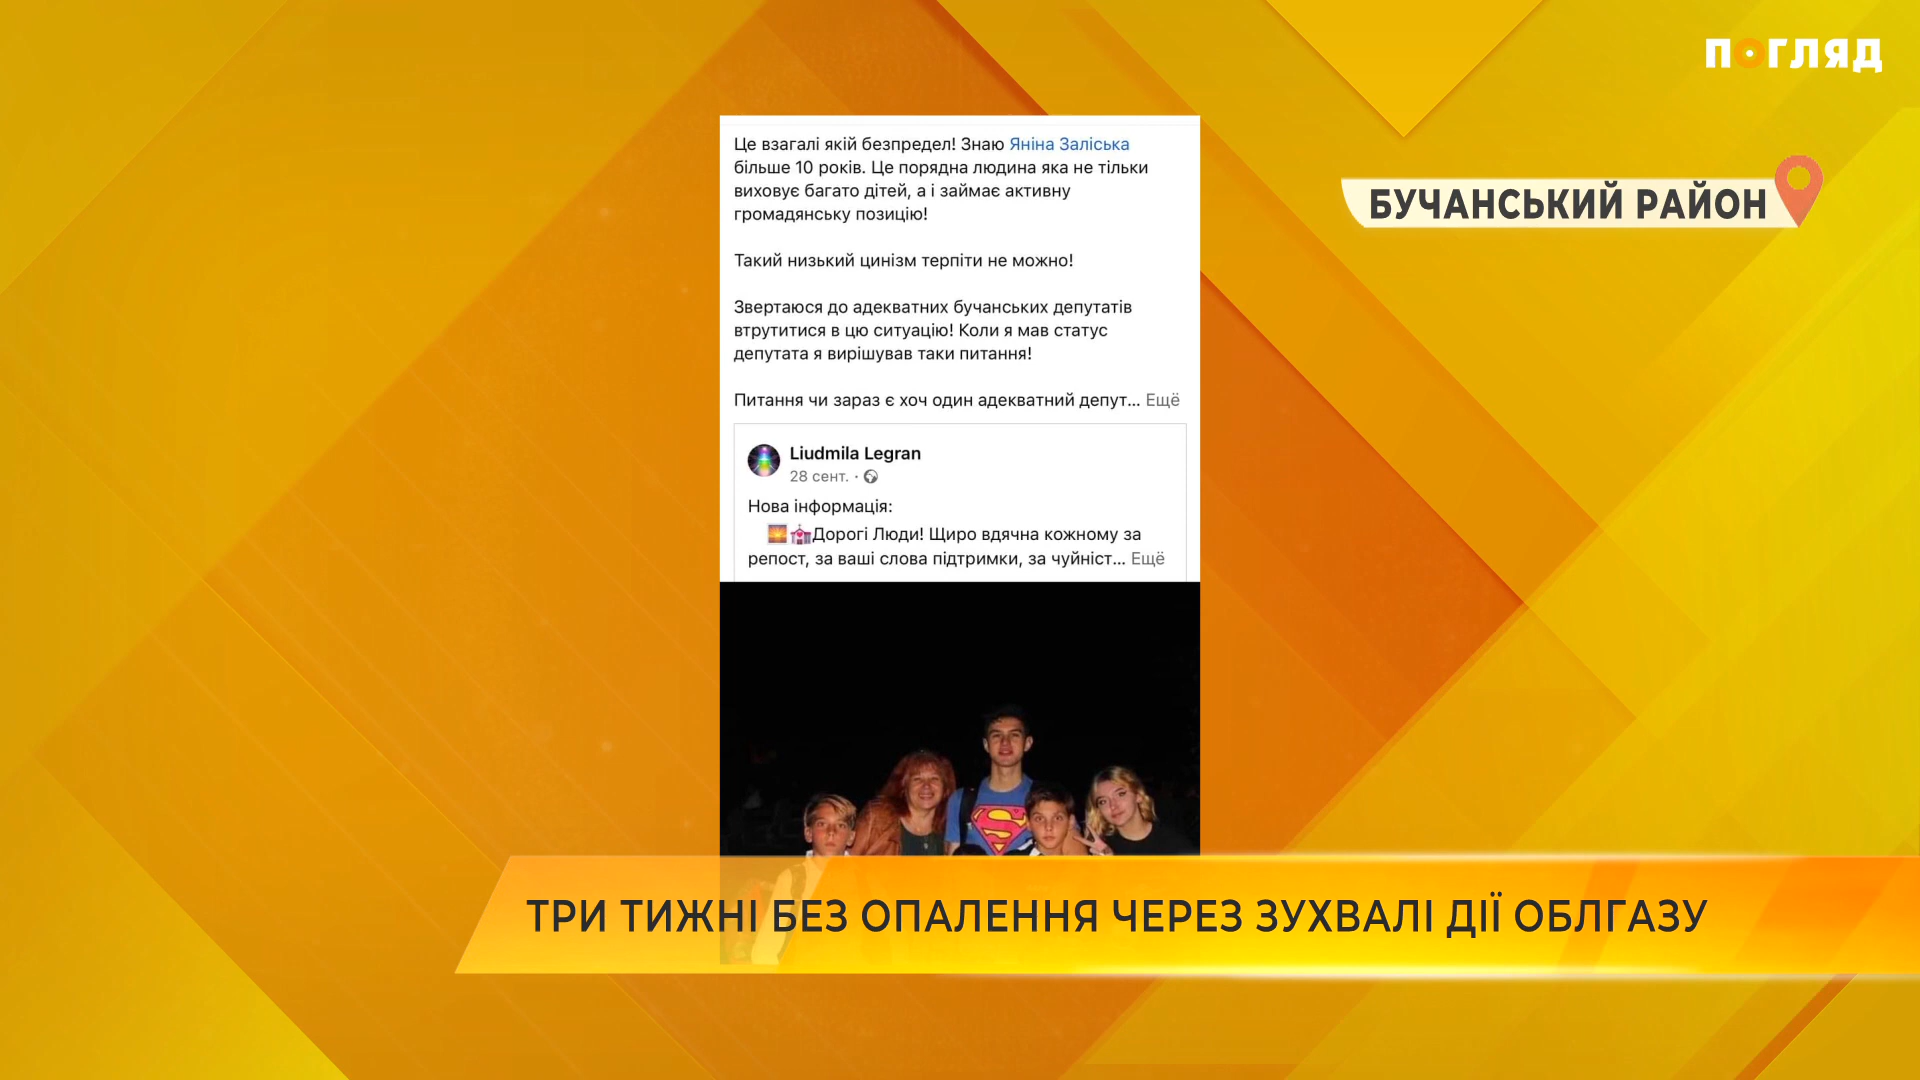 ПОГЛЯД
БУЧАНСЬКИЙ РАЙОН
Це взагалі якій безпредел! Знаю Яніна Заліська
більше 10 років. Це порядна людина яка не тільки
виховує багато дітей, а і займає активну
громадянську позицію!
Такий низький цинізм терпіти не можно!
Звертаюся до адекватних бучанських депутатів
втрутитися в цю ситуацію! Коли я мав статус
депутата я вирішував таки питання!
Питання чи зараз є хоч один адекватний депут... Ещё
Liudmila Legran
28 сент. ·
Нова інформація:
Дорогі Люди! Щиро вдячна кожному за
репост, за ваші слова підтримки, за чуйніст... Ещё
ТРИ ТИЖНІ БЕЗ ОПАЛЕННЯ ЧЕРЕЗ ЗУХВАЛІ ДІЇ ОБЛГАЗУ